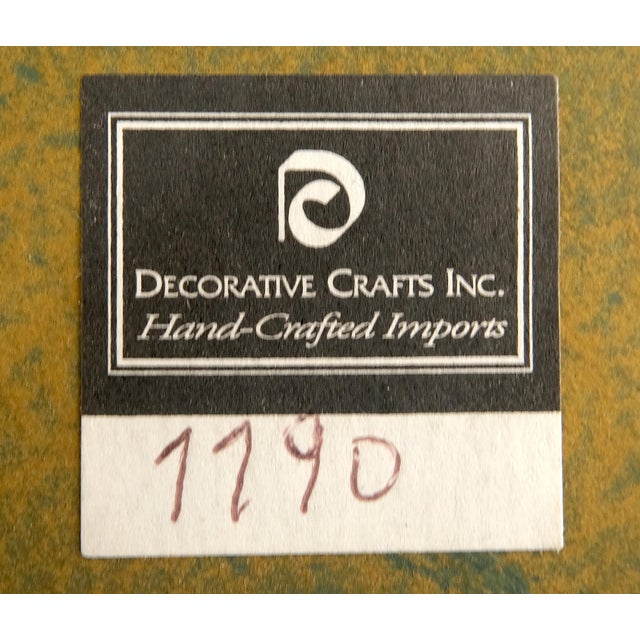 DECORATIVE CRAFTS INC.
Hand-Crafted Imports
1190